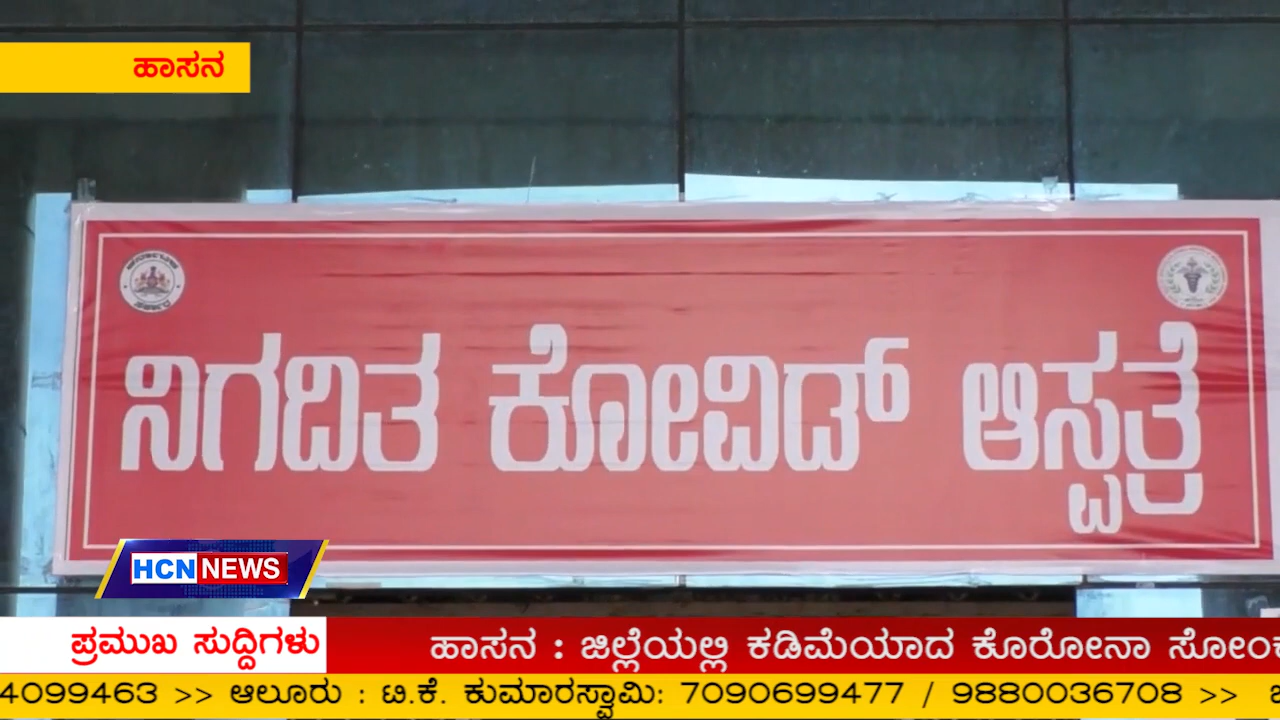 ಹಾಸನ
ನಿಗದಿತ ಕೋವಿಡ್ ಆಸ್ಪತ್ರೆ
HCN NEWS
ಪ್ರಮುಖ ಸುದ್ದಿಗಳು
ಹಾಸನ : ಜಿಲ್ಲೆಯಲ್ಲಿ ಕಡಿಮೆಯಾದ ಕೊರೋನಾ
4099463 >> ಆಲೂರು : ಟಿ.ಕೆ. ಕುಮಾರಸ್ವಾಮಿ: 7090699477 / 9880036708 >>